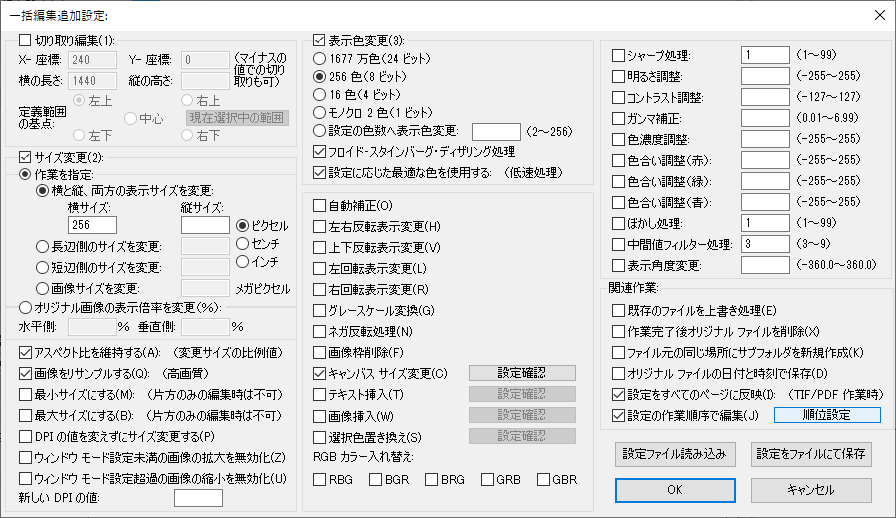 一括編集追加設定:
切り取り編集(1):
X- 座標: 240 Y- 座標: 0 (マイナスの値での切り取りも可)
横の長さ: 1440 縦の高さ:
定義範囲の基点:
左上 右上
中心 現在選択中の範囲
左下 右下
サイズ変更(2):
作業を指定:
横と縦、両方の表示サイズを変更:
横サイズ: 縦サイズ:
256
ピクセル
センチ
インチ
長辺側のサイズを変更:
短辺側のサイズを変更:
画像サイズを変更: メガピクセル
オリジナル画像の表示倍率を変更(%):
水平側: % 垂直側: %
アスペクト比を維持する(A): (変更サイズの比例値)
画像をリサンプルする(Q): (高画質)
最小サイズにする(M): (片方のみの編集時は不可)
最大サイズにする(B): (片方のみの編集時は不可)
DPI の値を変えずにサイズ変更する(P)
ウィンドウ モード設定未満の画像の拡大を無効化(Z)
ウィンドウ モード設定超過の画像の縮小を無効化(U)
新しい DPI の値:
表示色変更(3):
1677 万色(24 ビット)
256 色(8 ビット)
16 色(4 ビット)
モノクロ 2 色(1 ビット)
設定の色数へ表示色変更: (2~256)
フロイド-スタインバーグ・ディザリング処理
設定に応じた最適な色を使用する: (低速処理)
自動補正(O)
左右反転表示変更(H)
上下反転表示変更(V)
左回転表示変更(L)
右回転表示変更(R)
グレースケール変換(G)
ネガ反転処理(N)
画像枠削除(F)
キャンバス サイズ変更(C) 設定確認
テキスト挿入(T) 設定確認
画像挿入(W) 設定確認
選択色置き換え(S) 設定確認
RGB カラー入れ替え:
RBG BGR BRG GRB GBR
シャープ処理: 1 (1~99)
明るさ調整: (-255~255)
コントラスト調整: (-127~127)
ガンマ補正: (0.01~6.99)
色濃度調整: (-255~255)
色合い調整(赤): (-255~255)
色合い調整(緑): (-255~255)
色合い調整(青): (-255~255)
ぼかし処理: 1 (1~99)
中間値フィルター処理: 3 (3~9)
表示角度変更: (-360.0~360.0)
関連作業:
既存のファイルを上書き処理(E)
作業完了後オリジナル ファイルを削除(X)
ファイル元の同じ場所にサブフォルダを新規作成(K)
オリジナル ファイルの日付と時刻で保存(D)
設定をすべてのページに反映(I): (TIF/PDF 作業時)
設定の作業順序で編集(J) 順位設定
設定ファイル読み込み 設定をファイルにて保存
OK キャンセル